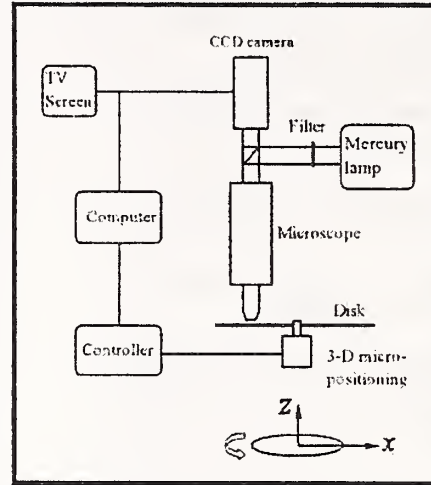 CCD camera
TV
Screen
Filter
Mercury
lamp
Computer
Microscope
Disk
Controller
3-D micro-
positioning
Z
x